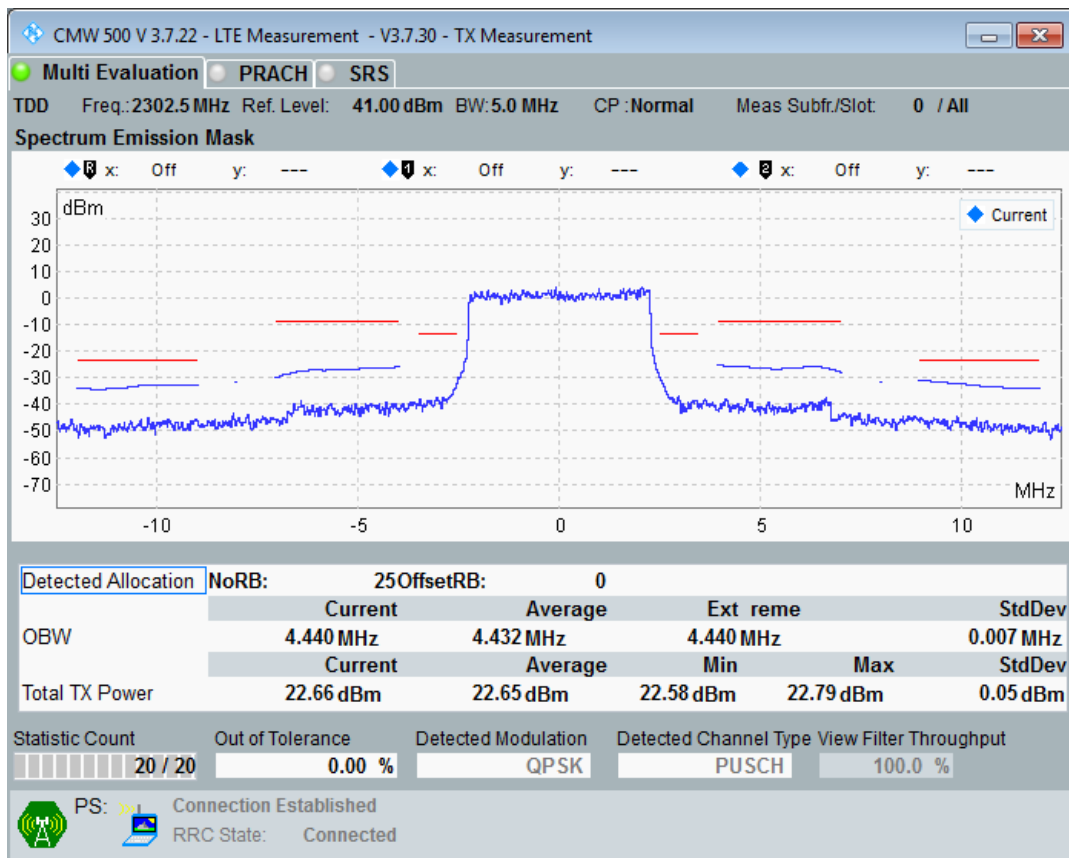 CMW 500 V 3.7.22 - LTE Measurement - V3.7.30 - TX Measurement
Multi Evaluation PRACH SRS
TDD Freq.:2302.5 MHz Ref. Level: 41.00 dBm BW:5.0 MHz CP :Normal Meas Subfr./Slot: 0 / All
Spectrum Emission Mask
R x: Off y: --- 1 x: Off y: --- 2 x: Off y: ---
dBm
Current
30
20
10
0
-10
-20
-30
-40
-50
-60
-70
MHz
-10 -5 0 5 10
Detected Allocation NoRB: 25 OffsetRB: 0
Current Average Ext reme StdDev
OBW 4.440 MHz 4.432 MHz 4.440 MHz 0.007 MHz
Current Average Min Max StdDev
Total TX Power 22.66 dBm 22.65 dBm 22.58 dBm 22.79 dBm 0.05 dBm
Statistic Count Out of Tolerance Detected Modulation Detected Channel Type View Filter Throughput
20 / 20 0.00 % QPSK PUSCH 100.0 %
PS: Connection Established
RRC State: Connected